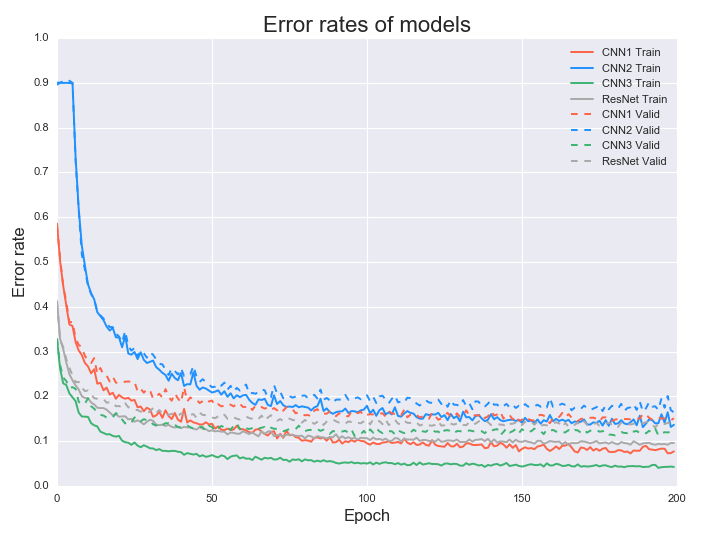 Error rates of models
1.0
0.9
0.8
0.7
0.6
0.5
0.4
0.3
0.2
0.1
0.0
Error rate
CNN1 Train
CNN2 Train
CNN3 Train
ResNet Train
CNN1 Valid
CNN2 Valid
CNN3 Valid
ResNet Valid
0 50 100 150 200
Epoch